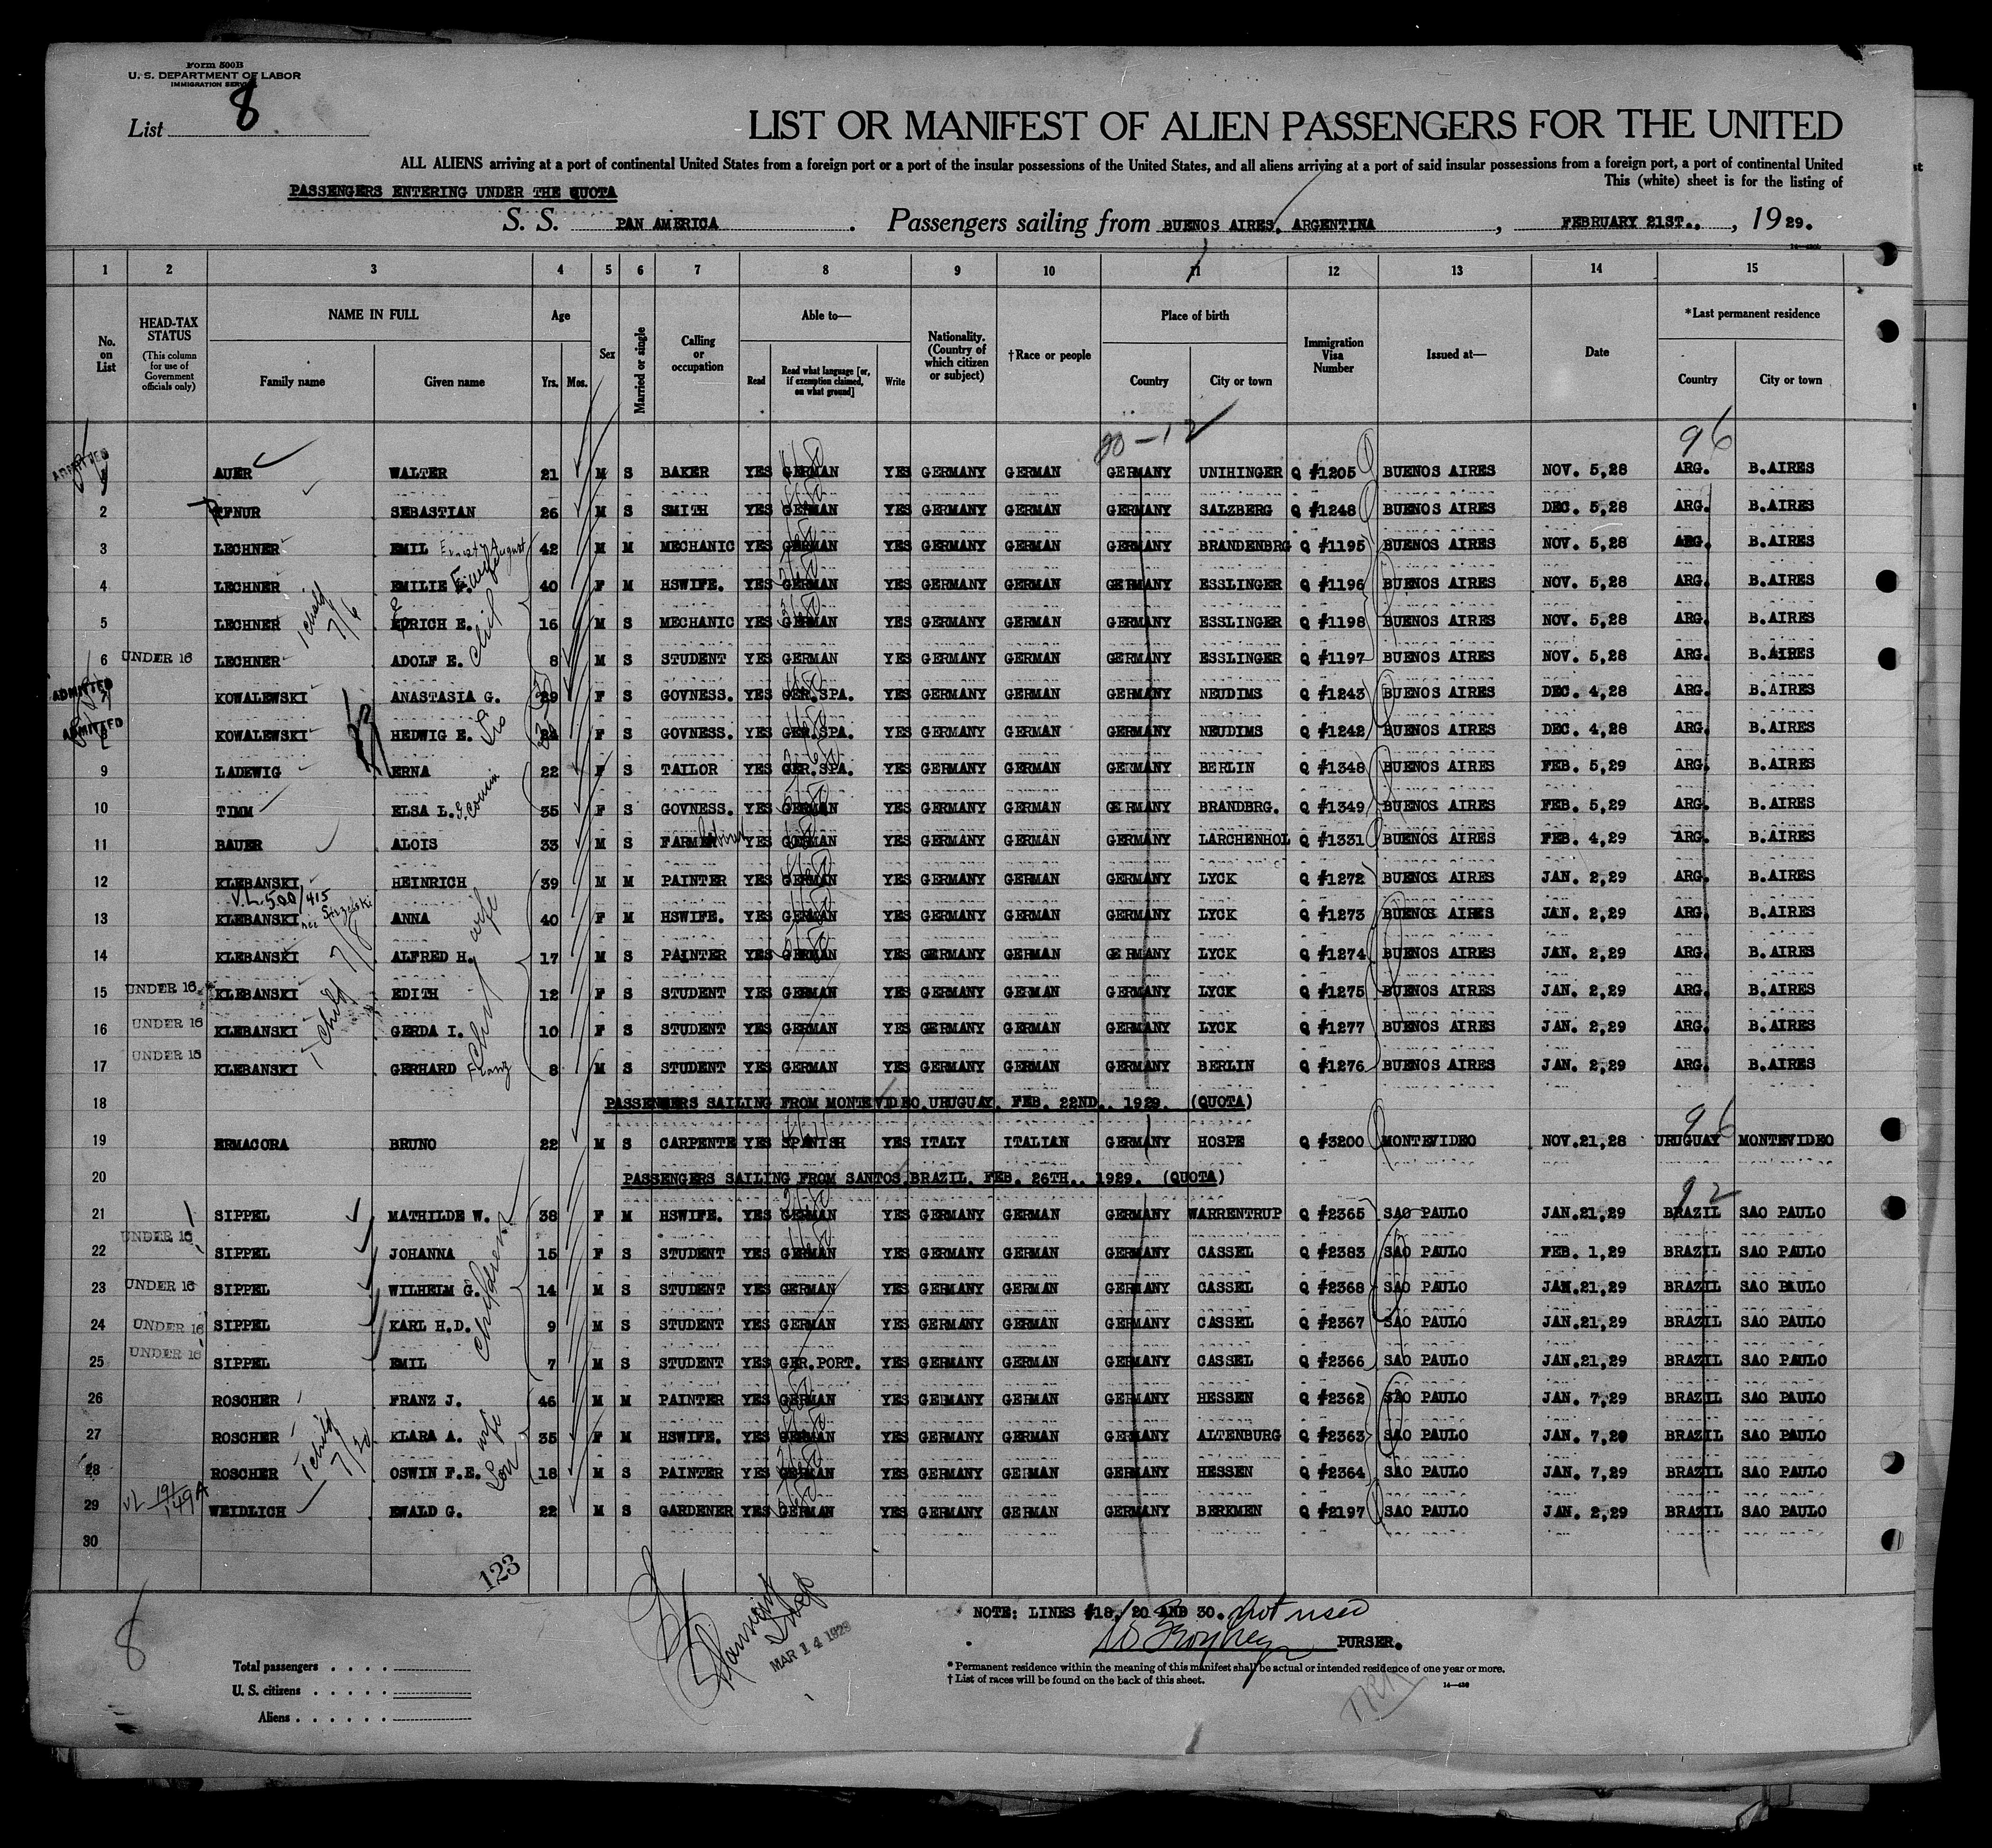 Form 500B
U. S. DEPARTMENT OF LABOR
IMMIGRATION SERVICE
List 8
LIST OR MANIFEST OF ALIEN PASSENGERS FOR THE UNITED
ALL ALIENS arriving at a port of continental United States from a foreign port or a port of the insular possessions of the United States, and all aliens arriving at a port of said insular possessions from a foreign port, a port of continental United
This (white) sheet is for the listing of
PASSENGERS ENTERING UNDER THE QUOTA
S. S. PAN AMERICA. Passengers sailing from BUENOS AIRES, ARGENTINA, FEBRUARY 21ST., , 1929.
1 2 3 4 5 6 7 8 9 10 11 12 13 14 15
No. on List HEAD-TAX STATUS (This column for use of Government officials only) NAME IN FULL Family name Given name Age Yrs. Mos. Sex Married or single Calling or occupation Able to— Read Read what language [or, if exemption claimed, on what ground] Write Nationality. (Country of which citizen or subject) †Race or people Place of birth Country City or town Immigration Visa Number Issued at— Date *Last permanent residence Country City or town
20-12 96
ADMITTED AUER WALTER 21 M S BAKER YES GERMAN YES GERMANY GERMAN GERMANY UNIHINGER Q #1205 BUENOS AIRES NOV. 5,28 ARG. B.AIRES
2 SEBASTIAN 26 M S SMITH YES GERMAN YES GERMANY GERMAN GERMANY SALZBERG Q #1248 BUENOS AIRES DEC. 5,28 ARG. B.AIRES
3 LECHNER EMIL August 42 M M MECHANIC YES GERMAN YES GERMANY GERMAN GERMANY BRANDENBRG Q #1195 BUENOS AIRES NOV. 5,28 ARG. B.AIRES
4 LECHNER EMILIE F. wife 40 F M HSWIFE. YES GERMAN YES GERMANY GERMAN GERMANY ESSLINGER Q #1196 BUENOS AIRES NOV. 5,28 ARG. B.AIRES
5 LECHNER 1 child 7/6 RICH E. 16 M S MECHANIC YES GERMAN YES GERMANY GERMAN GERMANY ESSLINGER Q #1198 BUENOS AIRES NOV. 5,28 ARG. B.AIRES
6 UNDER 16 LECHNER ADOLF E. 8 M S STUDENT YES GERMAN YES GERMANY GERMAN GERMANY ESSLINGER Q #1197 BUENOS AIRES NOV. 5,28 ARG. B.AIRES
ADMITTED 7 KOWALEWSKI ANASTASIA G. 29 F S GOVNESS. YES GER.SPA. YES GERMANY GERMAN GERMANY NEUDIMS Q #1243 BUENOS AIRES DEC. 4,28 ARG. B.AIRES
ADMITTED KOWALEWSKI HEDWIG E. Sis 24 F S GOVNESS. YES GER.SPA. YES GERMANY GERMAN GERMANY NEUDIMS Q #1242 BUENOS AIRES DEC. 4,28 ARG. B.AIRES
9 LADEWIG ERNA 22 F S TAILOR YES GER.SPA. YES GERMANY GERMAN GERMANY BERLIN Q #1348 BUENOS AIRES FEB. 5,29 ARG. B.AIRES
10 TIMM ELSA L.G. cousin 35 F S GOVNESS. YES GERMAN YES GERMANY GERMAN GERMANY BRANDBRG. Q #1349 BUENOS AIRES FEB. 5,29 ARG. B.AIRES
11 BAUER ALOIS 33 M S FARMER YES GERMAN YES GERMANY GERMAN GERMANY LARCHENHOL Q #1331 BUENOS AIRES FEB. 4,29 ARG. B.AIRES
12 KLEBANSKI HEINRICH 39 M M PAINTER YES GERMAN YES GERMANY GERMAN GERMANY LYCK Q #1272 BUENOS AIRES JAN. 2,29 ARG. B.AIRES
V.L. 500/415
13 KLEBANSKI nee ANNA wife 40 F M HSWIFE. YES GERMAN YES GERMANY GERMAN GERMANY LYCK Q #1273 BUENOS AIRES JAN. 2,29 ARG. B.AIRES
14 KLEBANSKI ALFRED H. 17 M S PAINTER YES GERMAN YES GERMANY GERMAN GERMANY LYCK Q #1274 BUENOS AIRES JAN. 2,29 ARG. B.AIRES
15 UNDER 16 KLEBANSKI EDITH 12 F S STUDENT YES GERMAN YES GERMANY GERMAN GERMANY LYCK Q #1275 BUENOS AIRES JAN. 2,29 ARG. B.AIRES
16 UNDER 16 KLEBANSKI 1 child 7/8 GERDA I. 10 F S STUDENT YES GERMAN YES GERMANY GERMAN GERMANY LYCK Q #1277 BUENOS AIRES JAN. 2,29 ARG. B.AIRES
17 UNDER 16 KLEBANSKI GERHARD Franz 8 M S STUDENT YES GERMAN YES GERMANY GERMAN GERMANY BERLIN Q #1276 BUENOS AIRES JAN. 2,29 ARG. B.AIRES
18 PASSENGERS SAILING FROM MONTEVIDEO,URUGUAY, FEB. 22ND., 1929. (QUOTA)
96
19 ERMACORA BRUNO 22 M S CARPENTE YES SPANISH YES ITALY ITALIAN GERMANY HOSPE Q #3200 MONTEVIDEO NOV.21,28 URUGUAY MONTEVIDEO
20 PASSENGERS SAILING FROM SANTOS,BRAZIL, FEB. 26TH., 1929. (QUOTA)
92
21 SIPPEL MATHILDE W. 38 F M HSWIFE. YES GERMAN YES GERMANY GERMAN GERMANY WARRENTRUP Q #2365 SAO PAULO JAN.21,29 BRAZIL SAO PAULO
22 UNDER 16 SIPPEL JOHANNA 15 F S STUDENT YES GERMAN YES GERMANY GERMAN GERMANY CASSEL Q #2383 SAO PAULO FEB. 1,29 BRAZIL SAO PAULO
23 UNDER 16 SIPPEL WILHELM G. children 14 M S STUDENT YES GERMAN YES GERMANY GERMAN GERMANY CASSEL Q #2368 SAO PAULO JAN.21,29 BRAZIL SAO PAULO
24 UNDER 16 SIPPEL KARL H.D. 9 M S STUDENT YES GERMAN YES GERMANY GERMAN GERMANY CASSEL Q #2367 SAO PAULO JAN.21,29 BRAZIL SAO PAULO
25 UNDER 16 SIPPEL EMIL 7 M S STUDENT YES GER.PORT. YES GERMANY GERMAN GERMANY CASSEL Q #2366 SAO PAULO JAN.21,29 BRAZIL SAO PAULO
26 ROSCHER FRANZ J. 46 M M PAINTER YES GERMAN YES GERMANY GERMAN GERMANY HESSEN Q #2362 SAO PAULO JAN. 7,29 BRAZIL SAO PAULO
27 ROSCHER 1 child 7/20 KLARA A. wife 35 F M HSWIFE. YES GERMAN YES GERMANY GERMAN GERMANY ALTENBURG Q #2363 SAO PAULO JAN. 7,29 BRAZIL SAO PAULO
28 ROSCHER OSWIN F.E. Son 18 M S PAINTER YES GERMAN YES GERMANY GERMAN GERMANY HESSEN Q #2364 SAO PAULO JAN. 7,29 BRAZIL SAO PAULO
29 VL 191/149A WEIDLICH EWALD G. 22 M S GARDENER YES GERMAN YES GERMANY GERMAN GERMANY BERKMEN Q #2197 SAO PAULO JAN. 2,29 BRAZIL SAO PAULO
30
123
NOTE: LINES #18, 20 AND 30. not used
PURSER.
8
MAR 14 1929
Total passengers
U. S. citizens
Aliens
* Permanent residence within the meaning of this manifest shall be actual or intended residence of one year or more.
† List of races will be found on the back of this sheet.